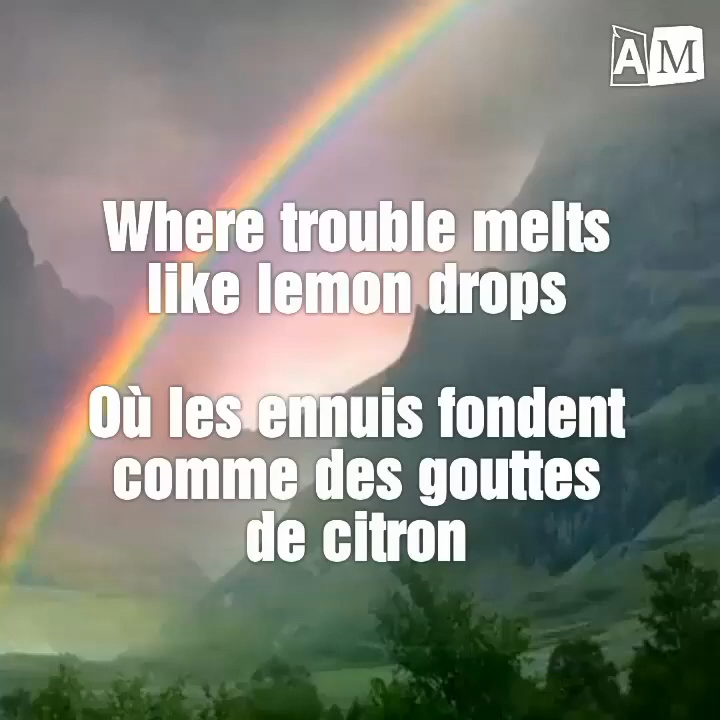 AM
Where trouble melts
like lemon drops
Où les ennuis fondent
comme des gouttes
de citron